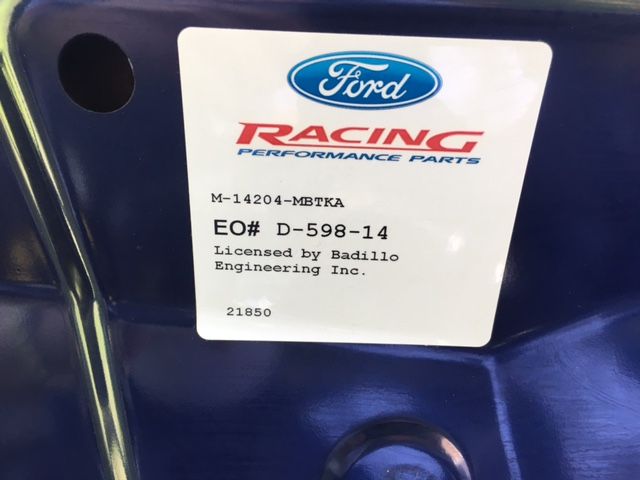 Ford
RACING
PERFORMANCE PARTS
M-14204-MBTKA
EO# D-598-14
Licensed by Badillo
Engineering Inc.
21850